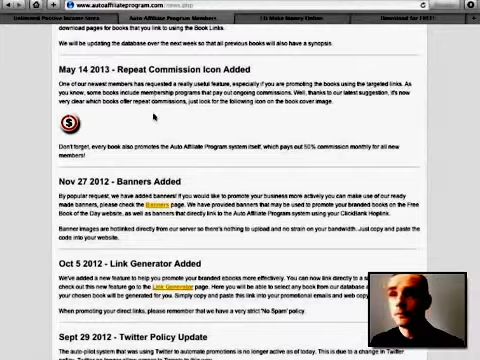 www.autoaffiliateprogram.com/news.php
Unlimited Passive Income Sites
Auto Affiliate Program Members
Download for FREE!
download pages for books that you link to using the Book Links.
We will be updating the database over the next week so that all previous books will also have a synopsis.
May 14 2013 - Repeat Commission Icon Added
One of our newest members has requested a really useful feature, especially if you are promoting the books using the targeted links. As
you know, some books include membership programs that pay out ongoing commissions. Well, thanks to our latest suggestion, it's now
very clear which books offer repeat commissions, just look for the following icon on the book cover image.
$
Don't forget, every book also promotes the Auto Affiliate Program system itself, which pays out 50% commission monthly for all new
members!
Nov 27 2012 - Banners Added
By popular request, we have added banners! If you would like to promote your business more actively you can make use of our ready
made banners, please check the Banners page. We have provided banners that may be used to promote your branded books on the Free
Book of the Day website, as well as banners that directly link to the Auto Affiliate Program system using your ClickBank Hoplink.
Banner images are hotlinked directly from our server so there's nothing to upload and no strain on your bandwidth. Just copy and paste the
code into your website.
Oct 5 2012 - Link Generator Added
We've added a new feature to help you promote your branded ebooks more effectively. You can now link directly to a
check out this new feature go to the Link Generator page. Here you will be able to select any book from our database
your chosen book will be generated for you. Simply copy and paste this link into your promotional emails and web
When promoting your direct links, please remember that we have a very strict 'No Spam' policy.
Sept 29 2012 - Twitter Policy Update
The auto-pilot system that was using Twitter to automate promotions is no longer active as of today. This is due to a change in Twitter